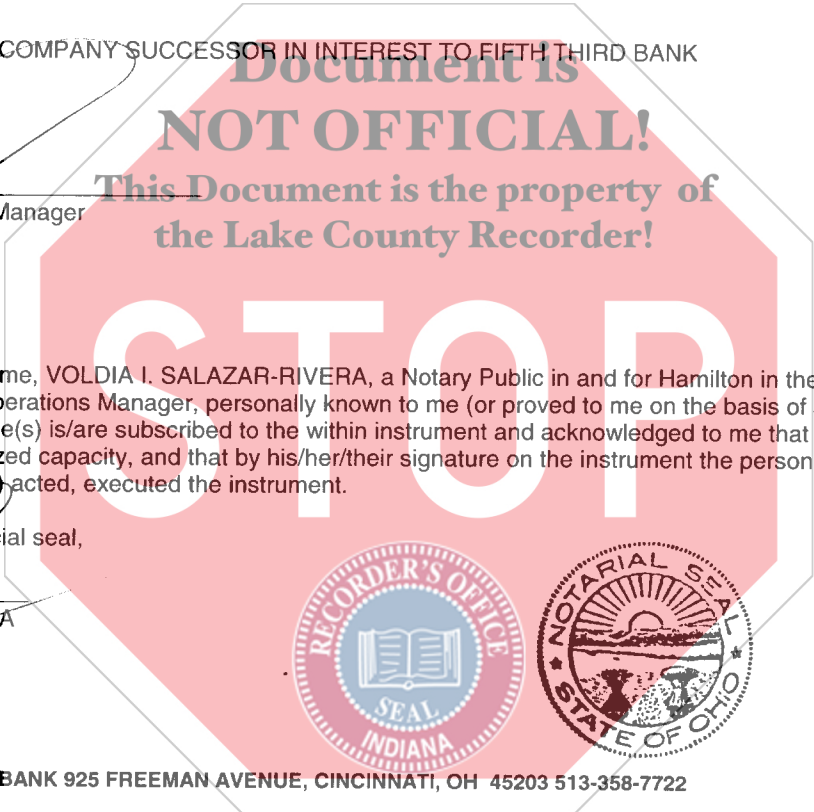 COMPANY SUCCESSOR IN INTEREST TO FIFTH THIRD BANK
Document is
NOT OFFICIAL!
This Document is the property of
Manager
the Lake County Recorder!
STOP
me, VOLDIA I. SALAZAR-RIVERA, a Notary Public in and for Hamilton in the
perations Manager, personally known to me (or proved to me on the basis of
e(s) is/are subscribed to the within instrument and acknowledged to me that
zed capacity, and that by his/her/their signature on the instrument the person
acted, executed the instrument.
cial seal,
A
RECORDER'S OFFICE
SEAL
INDIANA
NOTARIAL SEAL
STATE OF OHIO
BANK 925 FREEMAN AVENUE, CINCINNATI, OH 45203 513-358-7722